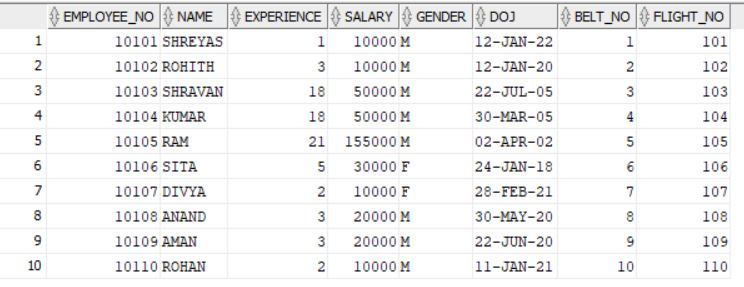 EMPLOYEE_NO NAME EXPERIENCE SALARY GENDER DOJ BELT_NO FLIGHT_NO
1 10101 SHREYAS 1 10000 M 12-JAN-22 1 101
2 10102 ROHITH 3 10000 M 12-JAN-20 2 102
3 10103 SHRAVAN 18 50000 M 22-JUL-05 3 103
4 10104 KUMAR 18 50000 M 30-MAR-05 4 104
5 10105 RAM 21 155000 M 02-APR-02 5 105
6 10106 SITA 5 30000 F 24-JAN-18 6 106
7 10107 DIVYA 2 10000 F 28-FEB-21 7 107
8 10108 ANAND 3 20000 M 30-MAY-20 8 108
9 10109 AMAN 3 20000 M 22-JUN-20 9 109
10 10110 ROHAN 2 10000 M 11-JAN-21 10 110